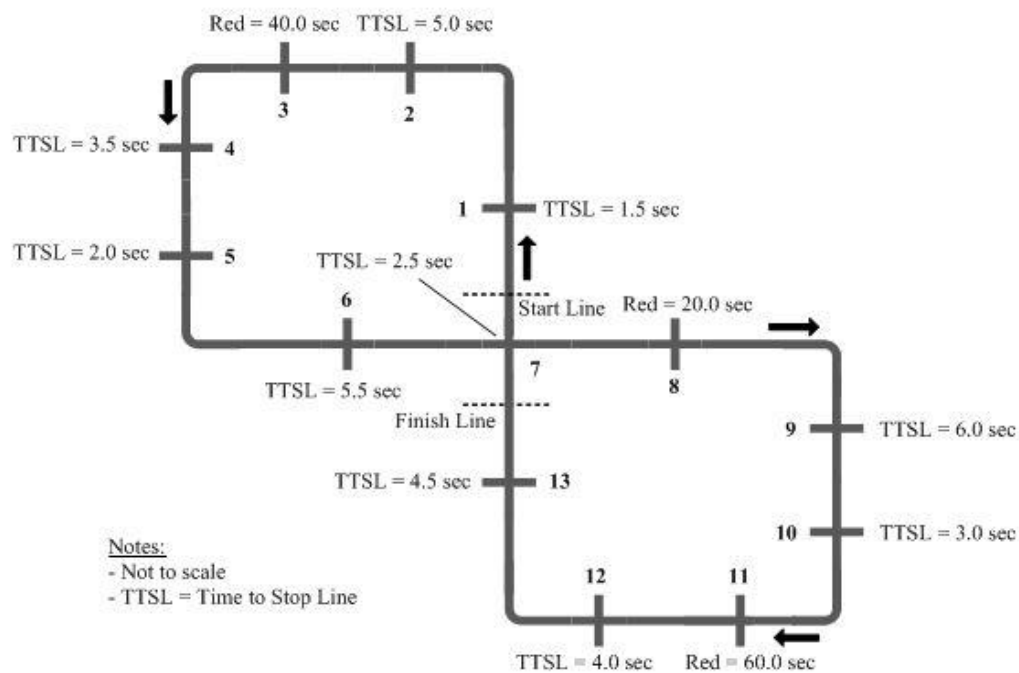 Red = 40.0 sec TTSL = 5.0 sec
3 2
TTSL = 3.5 sec 4
1 TTSL = 1.5 sec
TTSL = 2.0 sec 5
TTSL = 2.5 sec
6
Start Line
Red = 20.0 sec
7
8
TTSL = 5.5 sec
Finish Line
9 TTSL = 6.0 sec
TTSL = 4.5 sec 13
10 TTSL = 3.0 sec
Notes:
- Not to scale
- TTSL = Time to Stop Line
12 11
TTSL = 4.0 sec Red = 60.0 sec